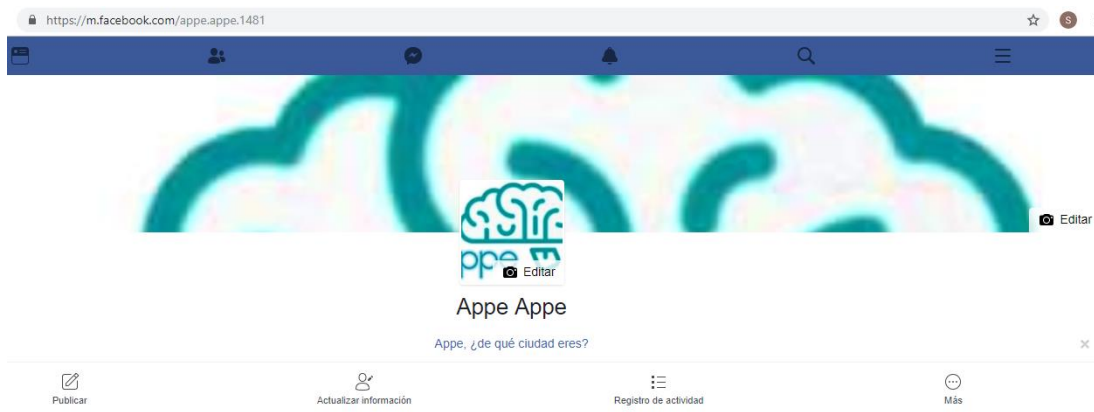 https://m.facebook.com/appe.appe.1481
S
Editar
ppe
Editar
Appe Appe
Appe, ¿de qué ciudad eres?
Publicar
Actualizar información
Registro de actividad
Más